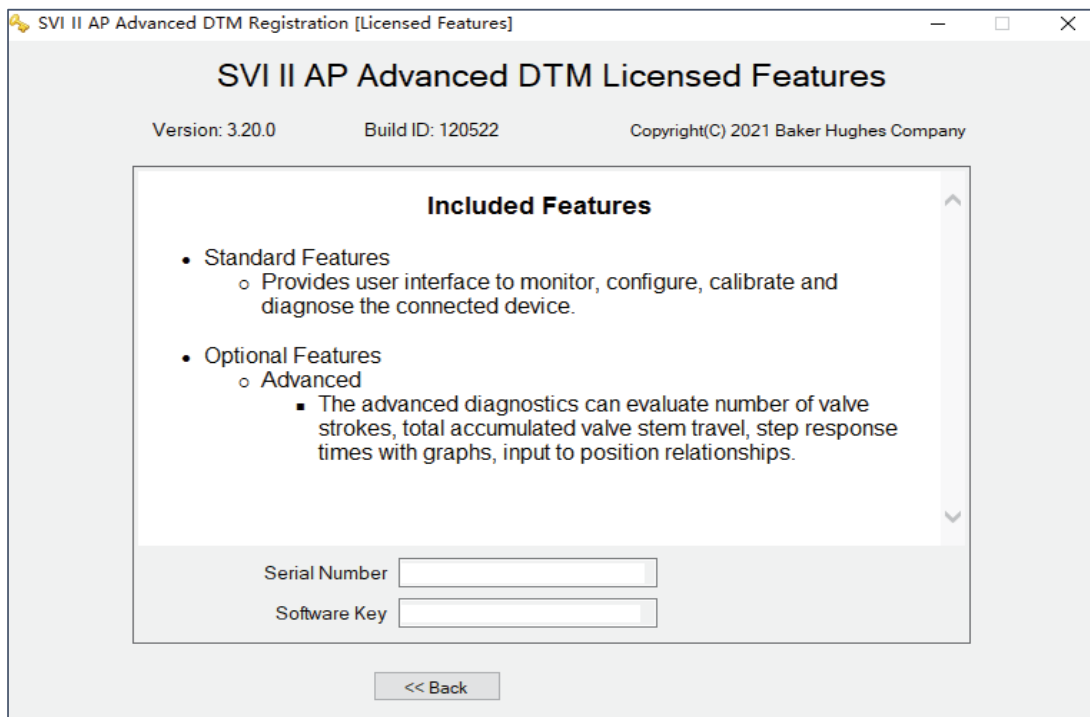 SVI II AP Advanced DTM Registration [Licensed Features]
SVI II AP Advanced DTM Licensed Features
Version: 3.20.0 Build ID: 120522 Copyright(C) 2021 Baker Hughes Company
Included Features
Standard Features
Provides user interface to monitor, configure, calibrate and
diagnose the connected device.
Optional Features
Advanced
The advanced diagnostics can evaluate number of valve
strokes, total accumulated valve stem travel, step response
times with graphs, input to position relationships.
Serial Number
Software Key
<< Back